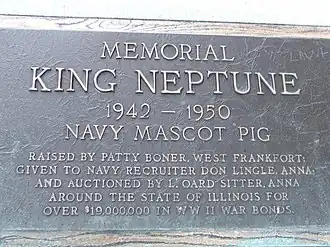 MEMORIAL
KING NEPTUNE
1942 - 1950
NAVY MASCOT PIG
RAISED BY PATTY BONER, WEST FRANKFORT;
GIVEN TO NAVY RECRUITER DON LINGLE, ANNA;
AND AUCTIONED BY L. OARD SITTER, ANNA
AROUND THE STATE OF ILLINOIS FOR
OVER $19,000,000 IN WW II WAR BONDS.